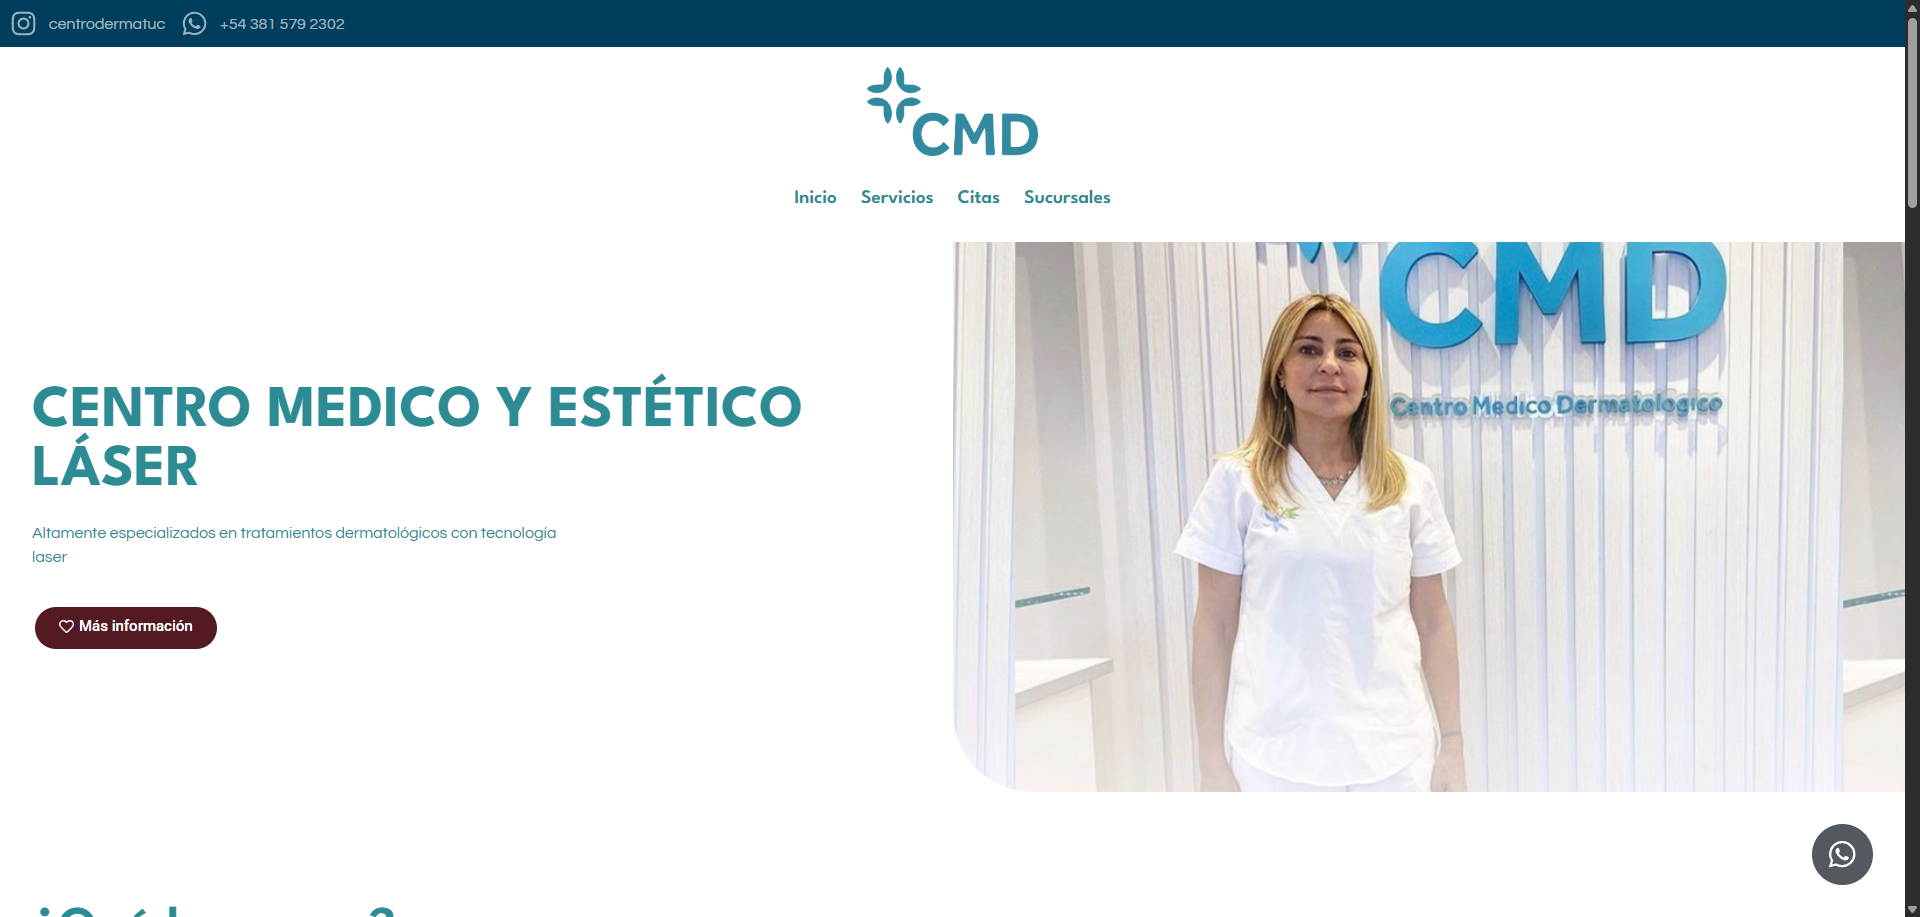 centrodermatuc +54 381 579 2302
CMD
Inicio Servicios Citas Sucursales
CMD
Centro Medico Dermatologico
CENTRO MEDICO Y ESTÉTICO
LÁSER
Altamente especializados en tratamientos dermatológicos con tecnología
laser
Más información